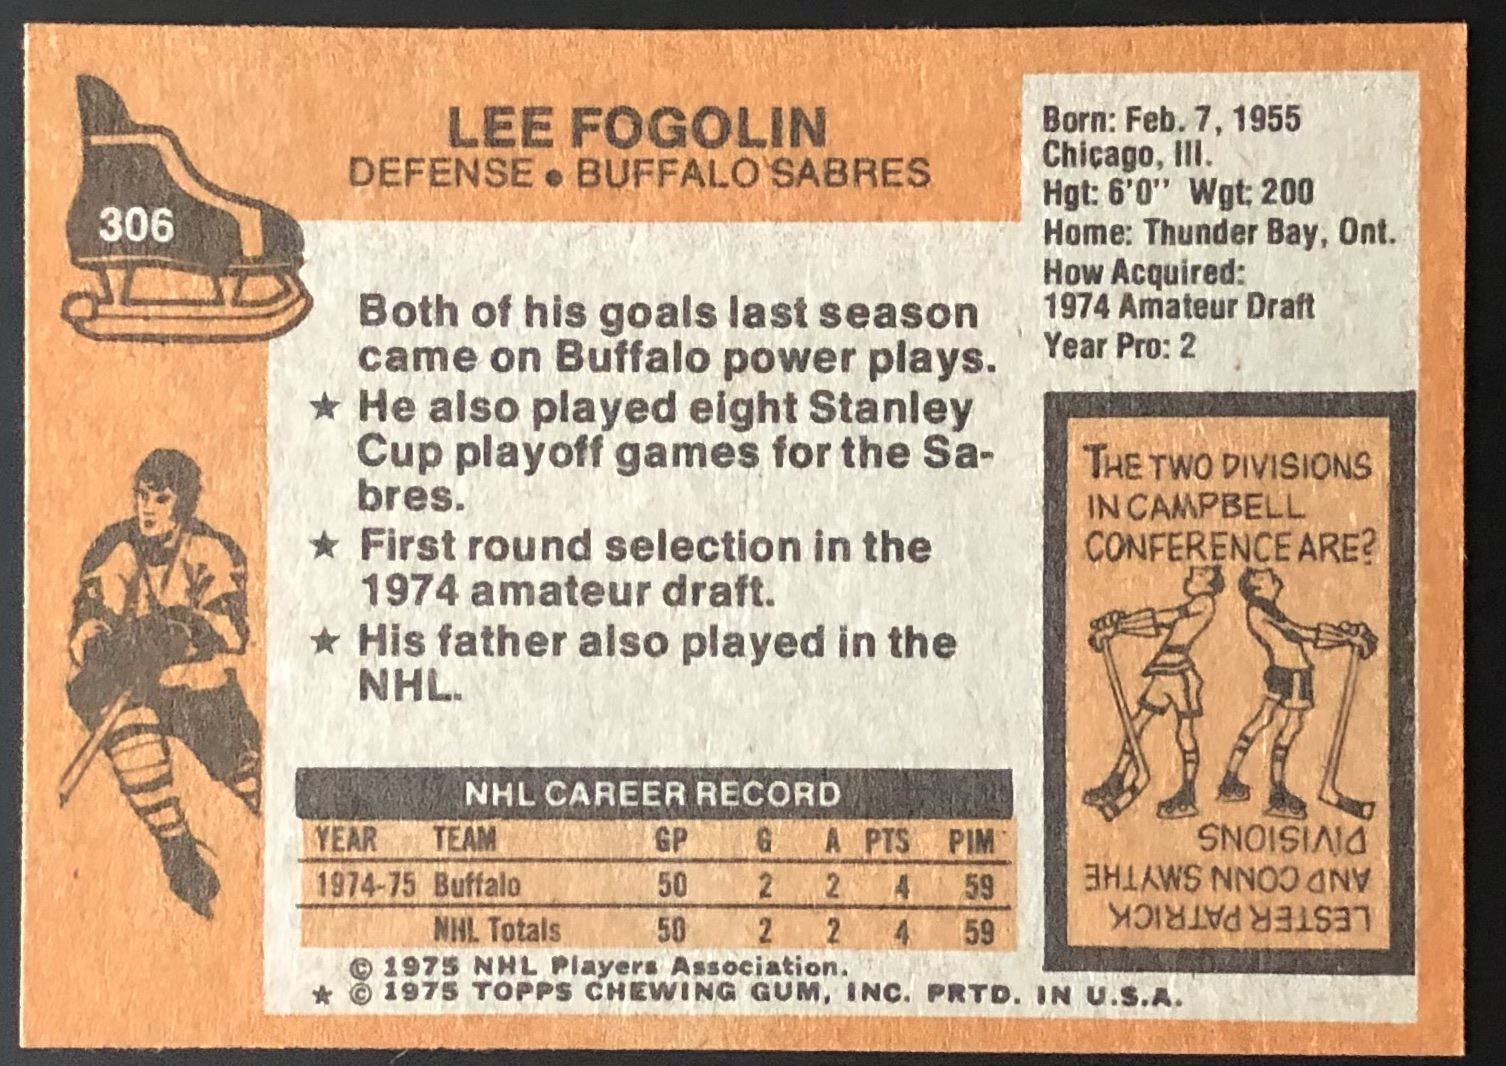 306
LEE FOGOLIN
DEFENSE • BUFFALO SABRES
Born: Feb. 7, 1955
Chicago, Ill.
Hgt: 6'0" Wgt: 200
Home: Thunder Bay, Ont.
How Acquired:
1974 Amateur Draft
Year Pro: 2
Both of his goals last season
came on Buffalo power plays.
★ He also played eight Stanley
Cup playoff games for the Sa-
bres.
★ First round selection in the
1974 amateur draft.
★ His father also played in the
NHL.
THE TWO DIVISIONS
IN CAMPBELL
CONFERENCE ARE?
LESTER PATRICK
AND CONN SMYTHE
DIVISIONS
NHL CAREER RECORD
YEAR TEAM GP G A PTS PIM
1974-75 Buffalo 50 2 2 4 59
NHL Totals 50 2 2 4 59
© 1975 NHL Players Association.
★ © 1975 TOPPS CHEWING GUM, INC. PRTD. IN U.S.A.